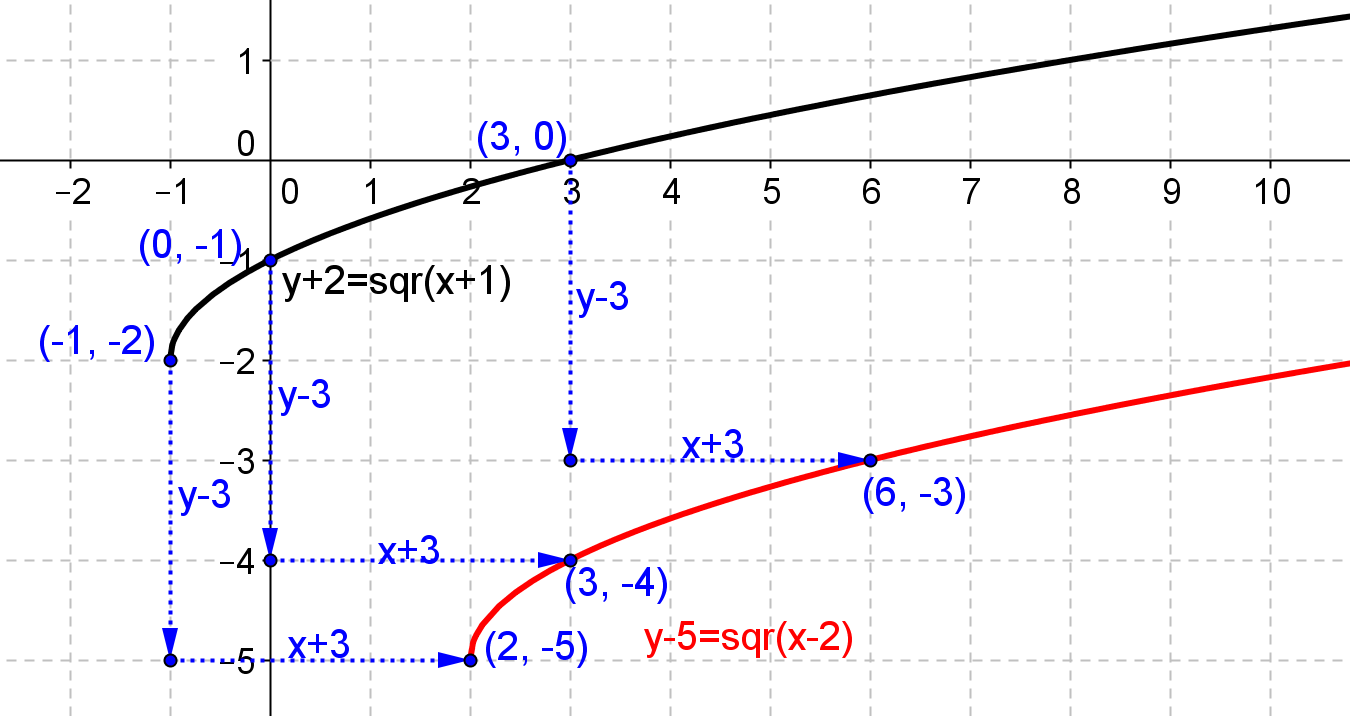 1
0
(3, 0)
−2 −1 0 1 2 3 4 5 6 7 8 9 10
(0, -1)
−1
y+2=sqr(x+1)
y-3
(-1, -2)
−2
y-3
x+3
−3
y-3
(6, -3)
x+3
−4
(3, -4)
x+3
(2, -5)
y-5=sqr(x-2)
−5